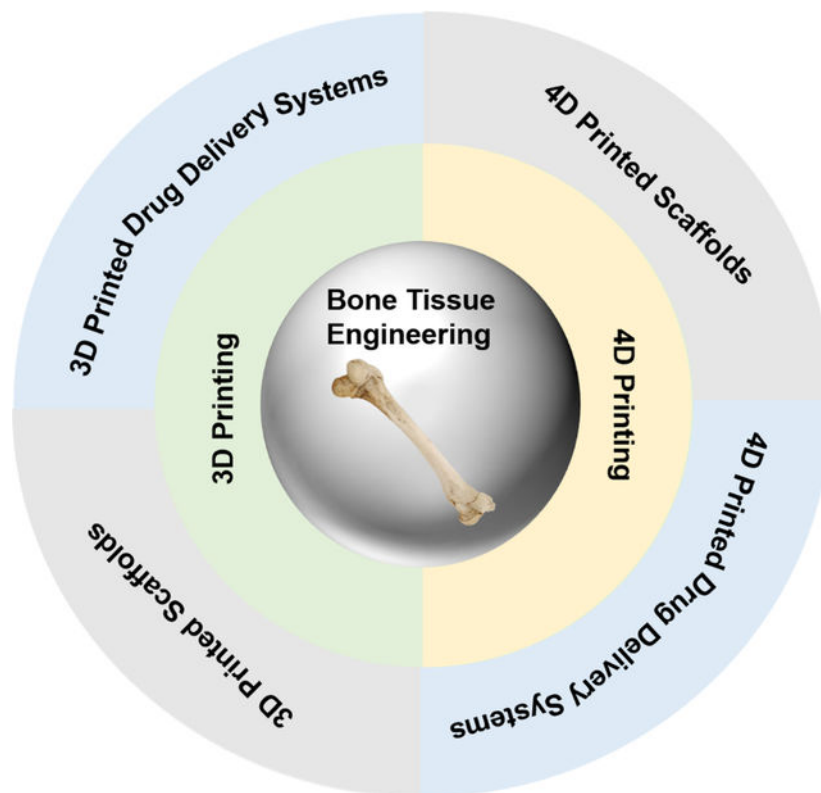 3D Printed Drug Delivery Systems
4D Printed Scaffolds
Bone Tissue
Engineering
3D Printing
4D Printing
3D Printed Scaffolds
4D Printed Drug Delivery Systems